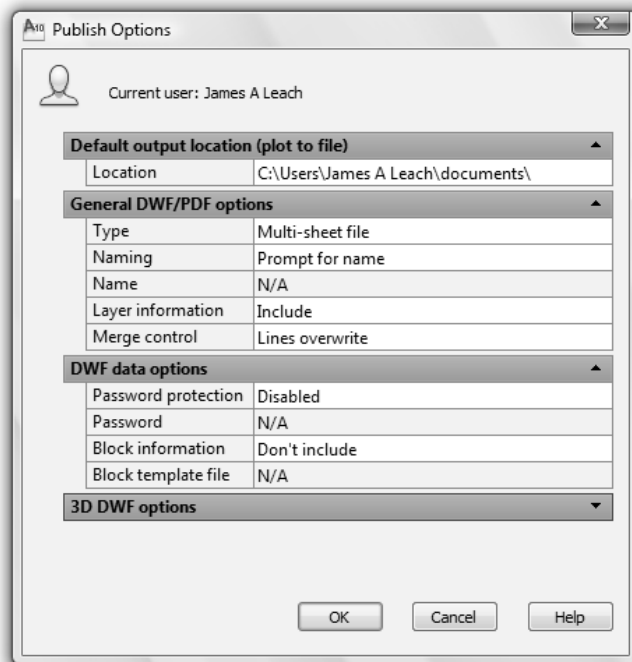 A10 Publish Options
Current user: James A Leach
Default output location (plot to file)
Location C:\Users\James A Leach\documents\
General DWF/PDF options
Type Multi-sheet file
Naming Prompt for name
Name N/A
Layer information Include
Merge control Lines overwrite
DWF data options
Password protection Disabled
Password N/A
Block information Don't include
Block template file N/A
3D DWF options
OK Cancel Help